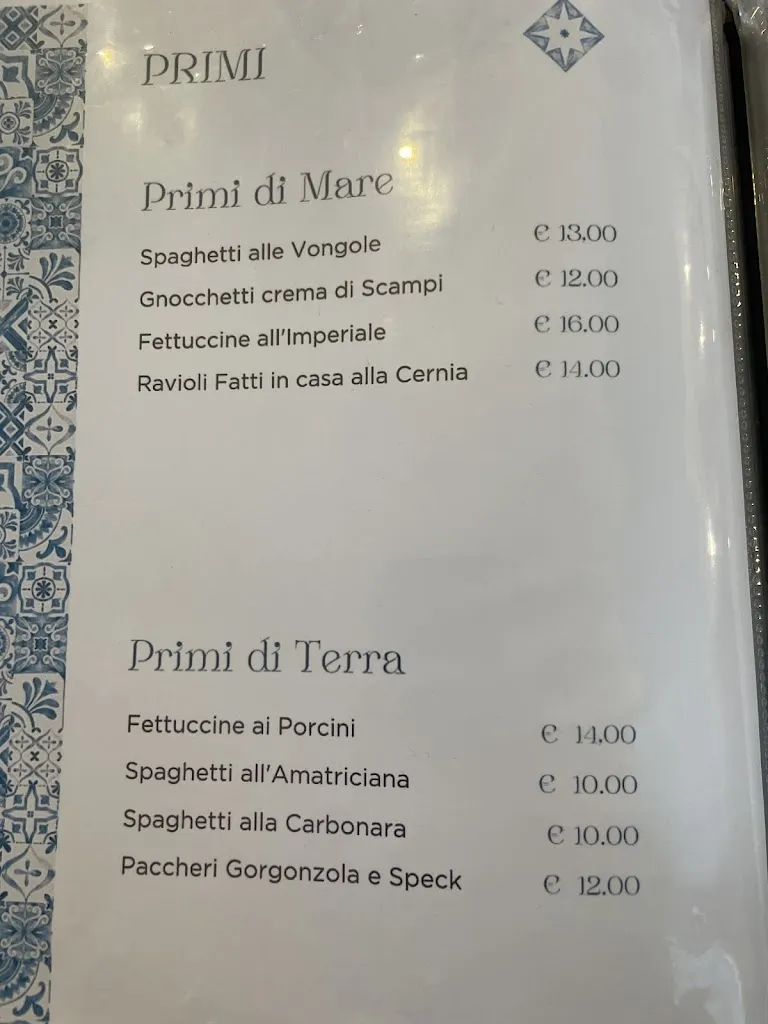 PRIMI
Primi di Mare
Spaghetti alle Vongole € 13,00
Gnocchetti crema di Scampi € 12.00
Fettuccine all'Imperiale € 16.00
Ravioli Fatti in casa alla Cernia € 14.00
Primi di Terra
Fettuccine ai Porcini € 14,00
Spaghetti all'Amatriciana € 10.00
Spaghetti alla Carbonara € 10.00
Paccheri Gorgonzola e Speck € 12.00